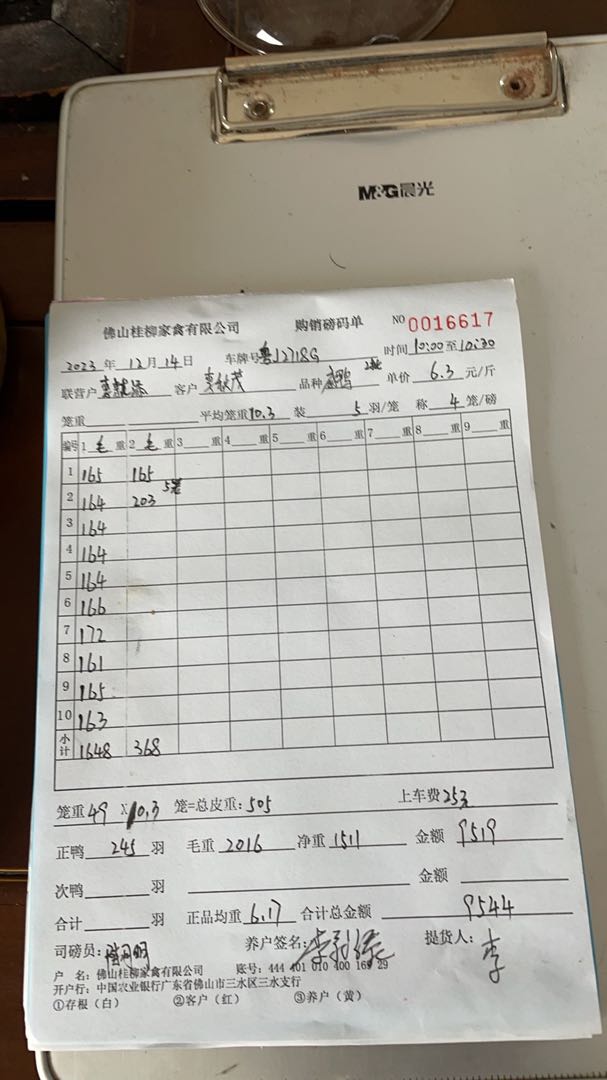 M&G晨光
佛山桂柳家禽有限公司 购销磅码单 NO 0016617
2023 年 12 月 14 日 车牌号 12718G 时间 10:00 至 10:30
联营户 客户 品种 鸭 单价 6.3 元/斤
笼重 平均笼重 10.3 装 5 羽/笼 称 4 笼/磅
编号 1 毛 重 2 毛 重 3 重 4 重 5 重 6 重 7 重 8 重 9 重
1 165 165
2 164 203 5笼
3 164
4 164
5 164
6 166
7 172
8 161
9 165
10 163
小计 1648 368
笼重 49 X 10.3 笼=总皮重: 505 上车费 253
正鸭 245 羽 毛重 2016 净重 1511 金额 9519
次鸭 羽 金额
合计 羽 正品均重 6.17 合计总金额 9544
司磅员: 养户签名: 李 提货人: 李
户 名: 佛山桂柳家禽有限公司 账号: 444 401 010 400 169 29
开户行: 中国农业银行广东省佛山市三水区三水支行
①存根（白） ②客户（红） ③养户（黄）